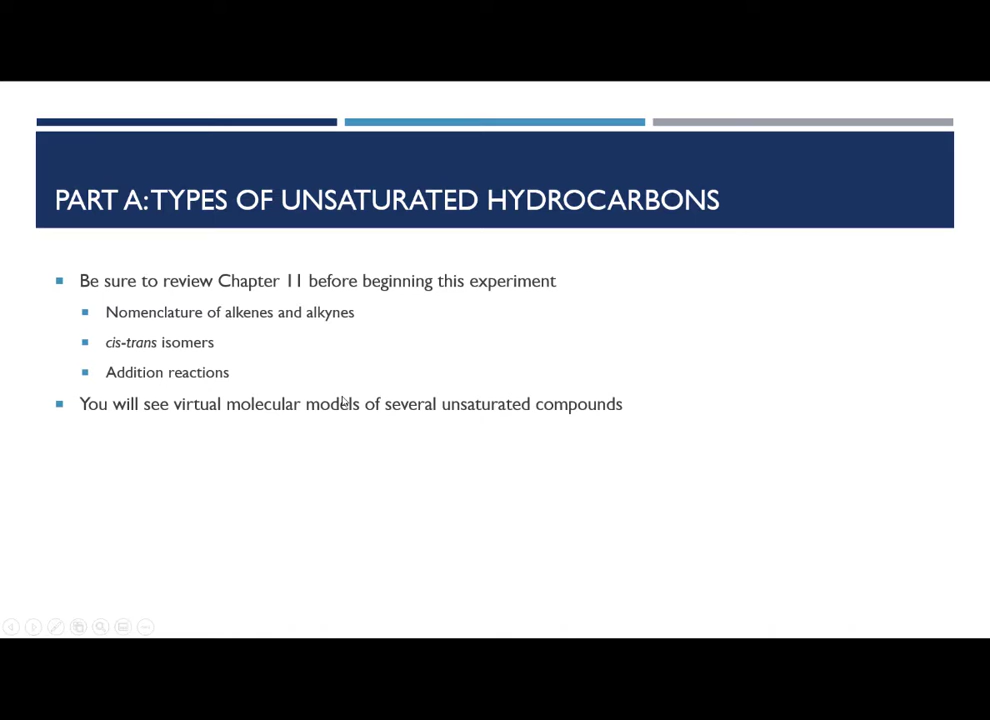 PART A: TYPES OF UNSATURATED HYDROCARBONS
Be sure to review Chapter 11 before beginning this experiment
Nomenclature of alkenes and alkynes
cis-trans isomers
Addition reactions
You will see virtual molecular models of several unsaturated compounds